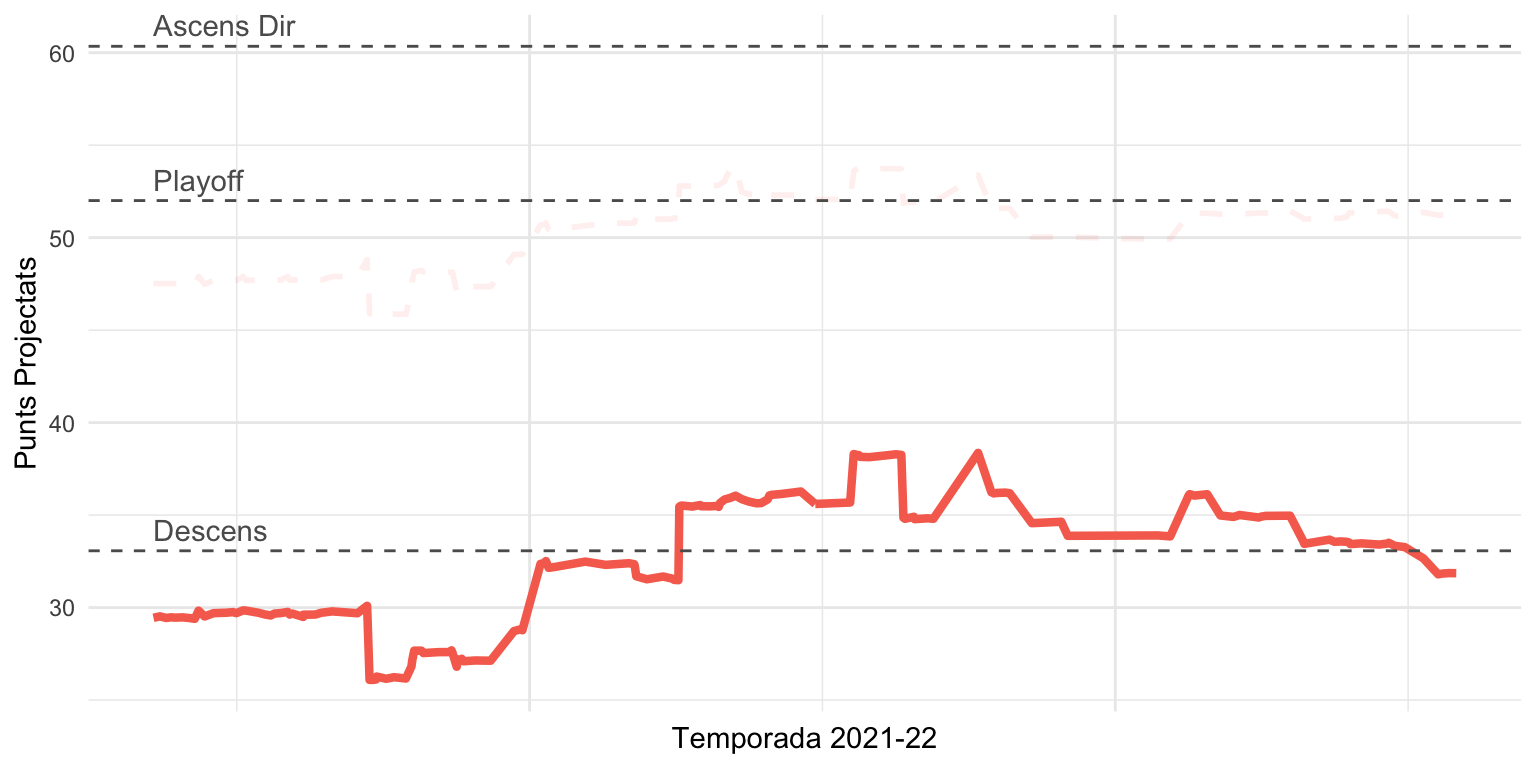 Ascens Dir
60
Playoff
50
Punts Projectats
40
Descens
30
Temporada 2021-22